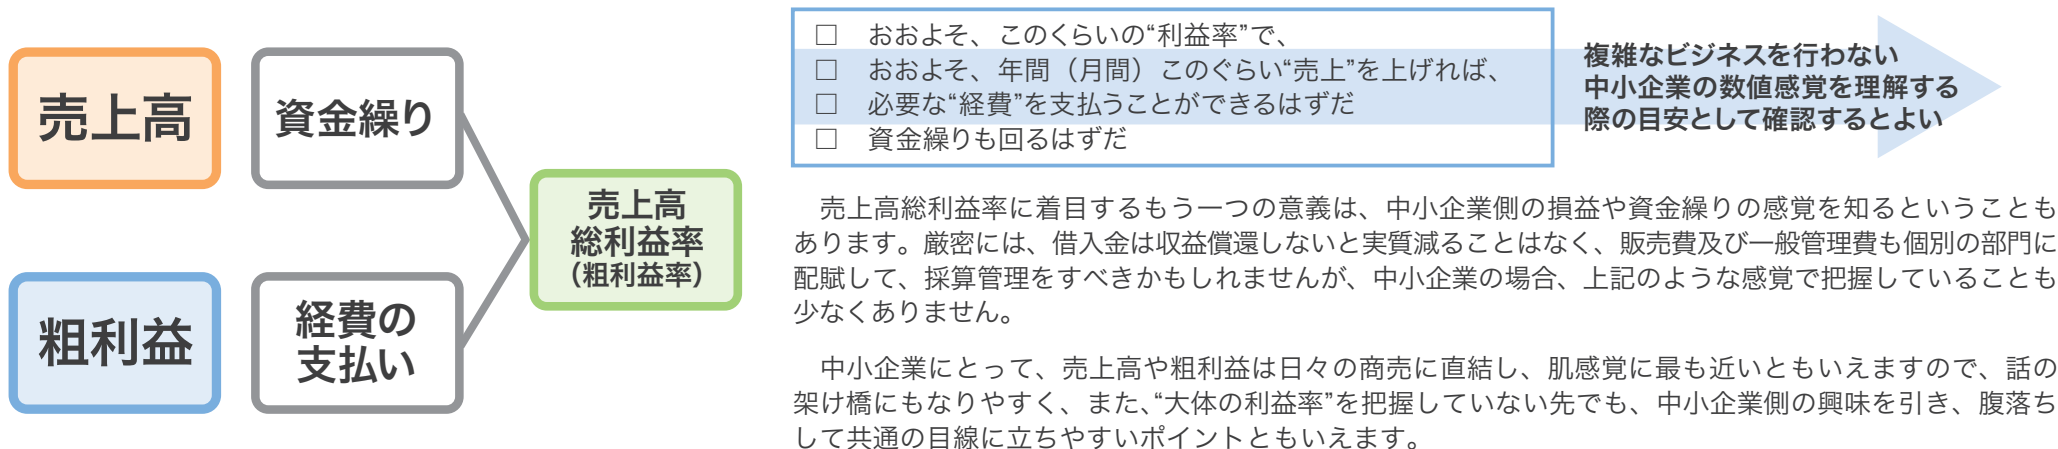 売上高
資金繰り
粗利益
経費の
支払い
売上高
総利益率
（粗利益率）
□　おおよそ、このくらいの“利益率”で、
□　おおよそ、年間（月間）このぐらい“売上”を上げれば、
□　必要な“経費”を支払うことができるはずだ
□　資金繰りも回るはずだ
複雑なビジネスを行わない
中小企業の数値感覚を理解する
際の目安として確認するとよい
　売上高総利益率に着目するもう一つの意義は、中小企業側の損益や資金繰りの感覚を知るということも
あります。厳密には、借入金は収益償還しないと実質減ることはなく、販売費及び一般管理費も個別の部門に
配賦して、採算管理をすべきかもしれませんが、中小企業の場合、上記のような感覚で把握していることも
少なくありません。
　中小企業にとって、売上高や粗利益は日々の商売に直結し、肌感覚に最も近いともいえますので、話の
架け橋にもなりやすく、また、“大体の利益率”を把握していない先でも、中小企業側の興味を引き、腹落ち
して共通の目線に立ちやすいポイントともいえます。